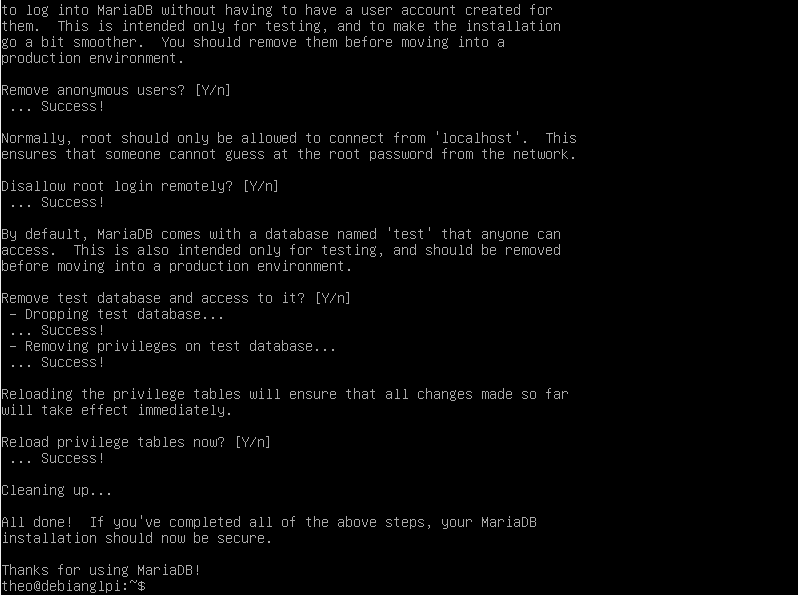 to log into MariaDB without having to have a user account created for
them.  This is intended only for testing, and to make the installation
go a bit smoother.  You should remove them before moving into a
production environment.
Remove anonymous users? [Y/n]
 ... Success!
Normally, root should only be allowed to connect from 'localhost'.  This
ensures that someone cannot guess at the root password from the network.
Disallow root login remotely? [Y/n]
 ... Success!
By default, MariaDB comes with a database named 'test' that anyone can
access.  This is also intended only for testing, and should be removed
before moving into a production environment.
Remove test database and access to it? [Y/n]
 - Dropping test database...
 ... Success!
 - Removing privileges on test database...
 ... Success!
Reloading the privilege tables will ensure that all changes made so far
will take effect immediately.
Reload privilege tables now? [Y/n]
 ... Success!
Cleaning up...
All done!  If you've completed all of the above steps, your MariaDB
installation should now be secure.
Thanks for using MariaDB!
theo@debianglpi:~$